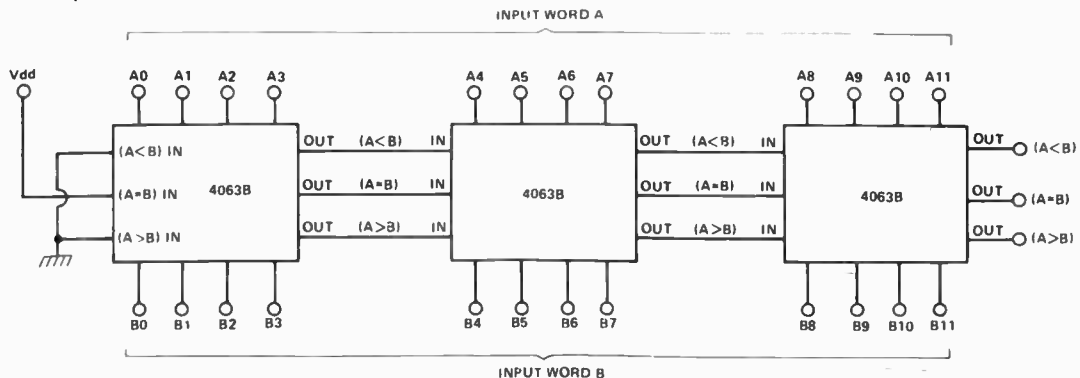 INPUT WORD A
Vdd A0 A1 A2 A3 A4 A5 A6 A7 A8 A9 A10 A11
(A<B) IN OUT (A<B) IN OUT (A<B) IN OUT (A<B)
(A=B) IN 4063B OUT (A=B) IN 4063B OUT (A=B) IN 4063B OUT (A=B)
(A>B) IN OUT (A>B) IN OUT (A>B) IN OUT (A>B)
B0 B1 B2 B3 B4 B5 B6 B7 B8 B9 B10 B11
INPUT WORD B